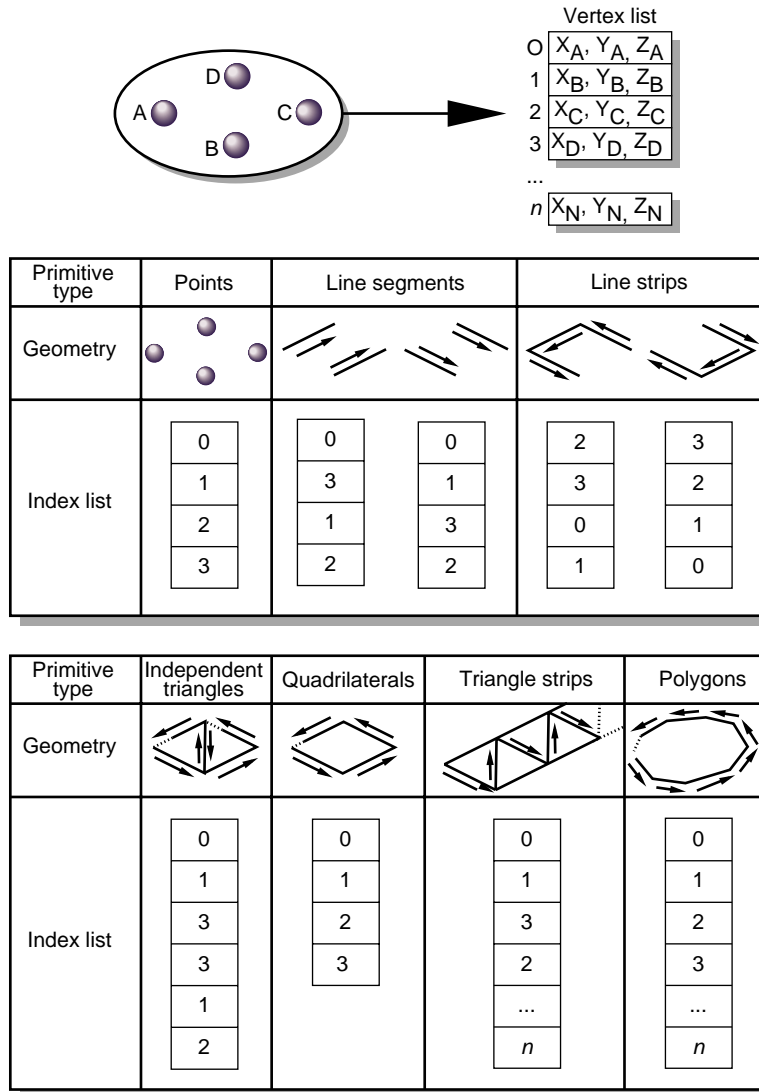 Vertex list
D
A
C
B
O X_A, Y_A, Z_A
1 X_B, Y_B, Z_B
2 X_C, Y_C, Z_C
3 X_D, Y_D, Z_D
...
n X_N, Y_N, Z_N
Primitive type Points Line segments Line strips
Geometry
Index list
0 0 0 2 3
1 3 1 3 2
2 1 3 0 1
3 2 2 1 0
Primitive type Independent triangles Quadrilaterals Triangle strips Polygons
Geometry
Index list
0 0 0 0
1 1 1 1
3 2 3 2
3 3 2 3
1 ... ...
2 n n